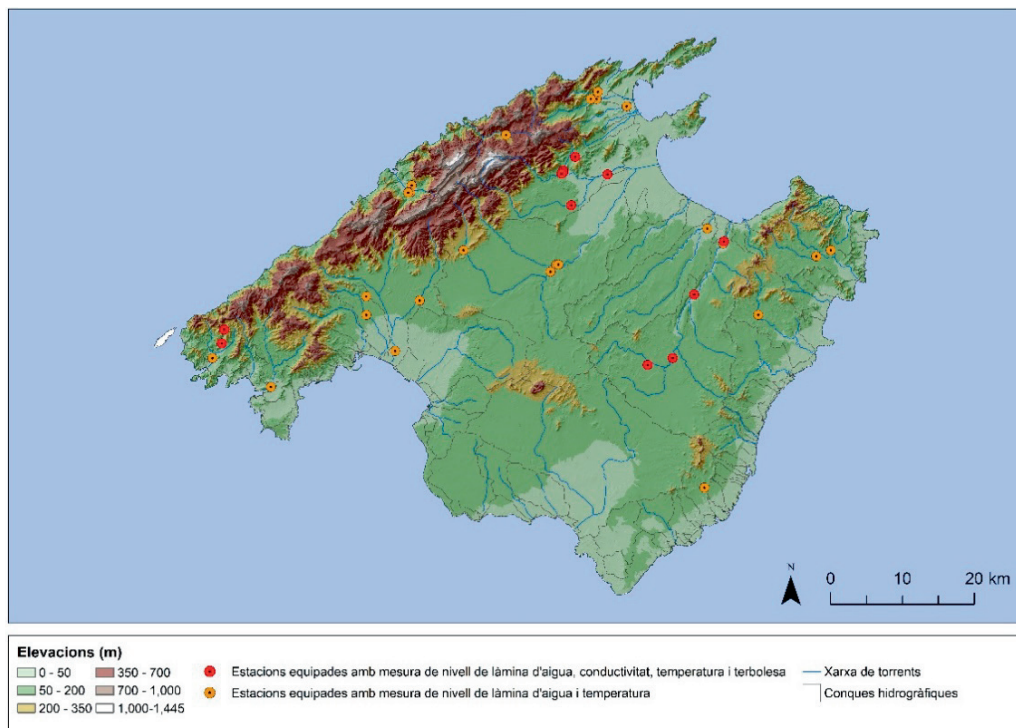 N
0 10 20 km
Elevacions (m)
0 - 50 350 - 700
50 - 200 700 - 1,000
200 - 350 1,000-1,445
Estacions equipades amb mesura de nivell de làmina d'aigua, conductivitat, temperatura i terbolesa
Estacions equipades amb mesura de nivell de làmina d'aigua i temperatura
Xarxa de torrents
Conques hidrogràfiques